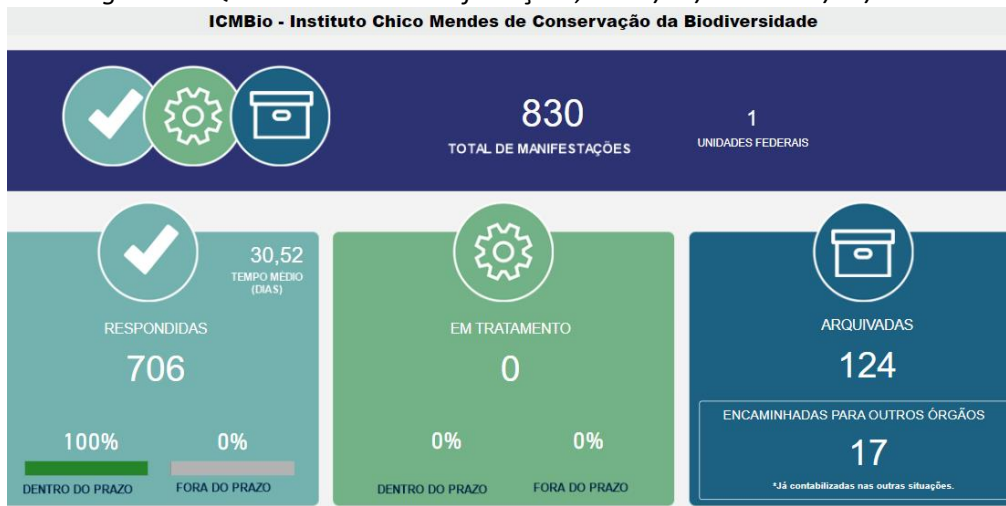 ICMBio - Instituto Chico Mendes de Conservação da Biodiversidade
830
TOTAL DE MANIFESTAÇÕES
1
UNIDADES FEDERAIS
30,52
TEMPO MÉDIO
(DIAS)
RESPONDIDAS
706
100%
0%
DENTRO DO PRAZO
FORA DO PRAZO
EM TRATAMENTO
0
0%
0%
DENTRO DO PRAZO
FORA DO PRAZO
ARQUIVADAS
124
ENCAMINHADAS PARA OUTROS ÓRGÃOS
17
*Já contabilizadas nas outras situações.